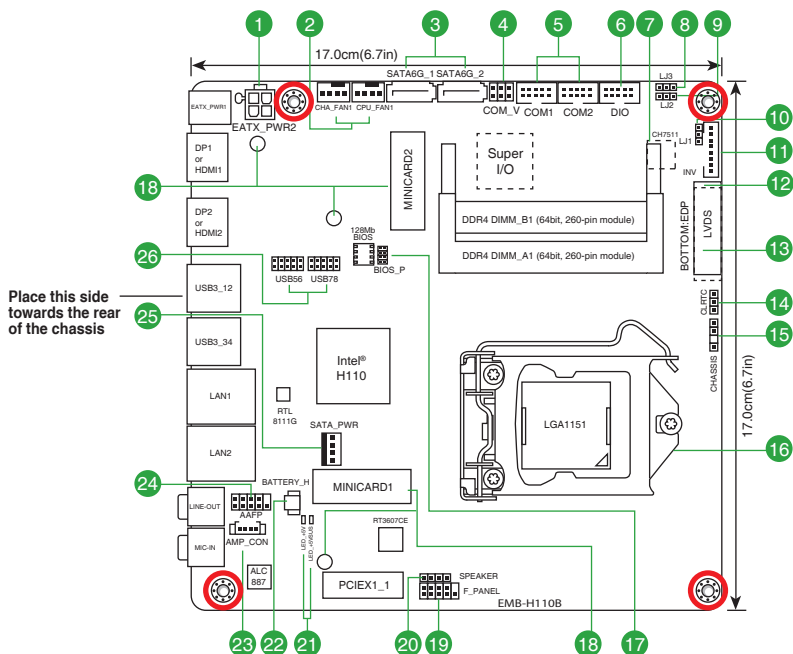 1
2
3
4
5
6
7
8
9
17.0cm(6.7in)
SATA6G_1 SATA6G_2
LJ3
LJ2
EATX_PWR1
EATX_PWR2
CHA_FAN1
CPU_FAN1
COM_V
COM1
COM2
DIO
CH7511
LJ1
10
11
INV
DP1
or
HDMI1
MINICARD2
Super
I/O
12
18
DP2
or
HDMI2
DDR4 DIMM_B1 (64bit, 260-pin module)
DDR4 DIMM_A1 (64bit, 260-pin module)
BOTTOM:EDP
LVDS
13
128Mb
BIOS
BIOS_P
26
USB56
USB78
Place this side
towards the rear
of the chassis
USB3_12
25
CLRTC
14
15
CHASSIS
USB3_34
Intel®
H110
17.0cm(6.7in)
LAN1
RTL
8111G
LGA1151
SATA_PWR
16
LAN2
24
BATTERY_H
MINICARD1
LINE-OUT
AAFP
AMP_CON
LED_+5V
LED_+5VSUS
RT3607CE
MIC-IN
ALC
887
PCIEX1_1
SPEAKER
F_PANEL
EMB-H110B
23
22
21
20
19
18
17